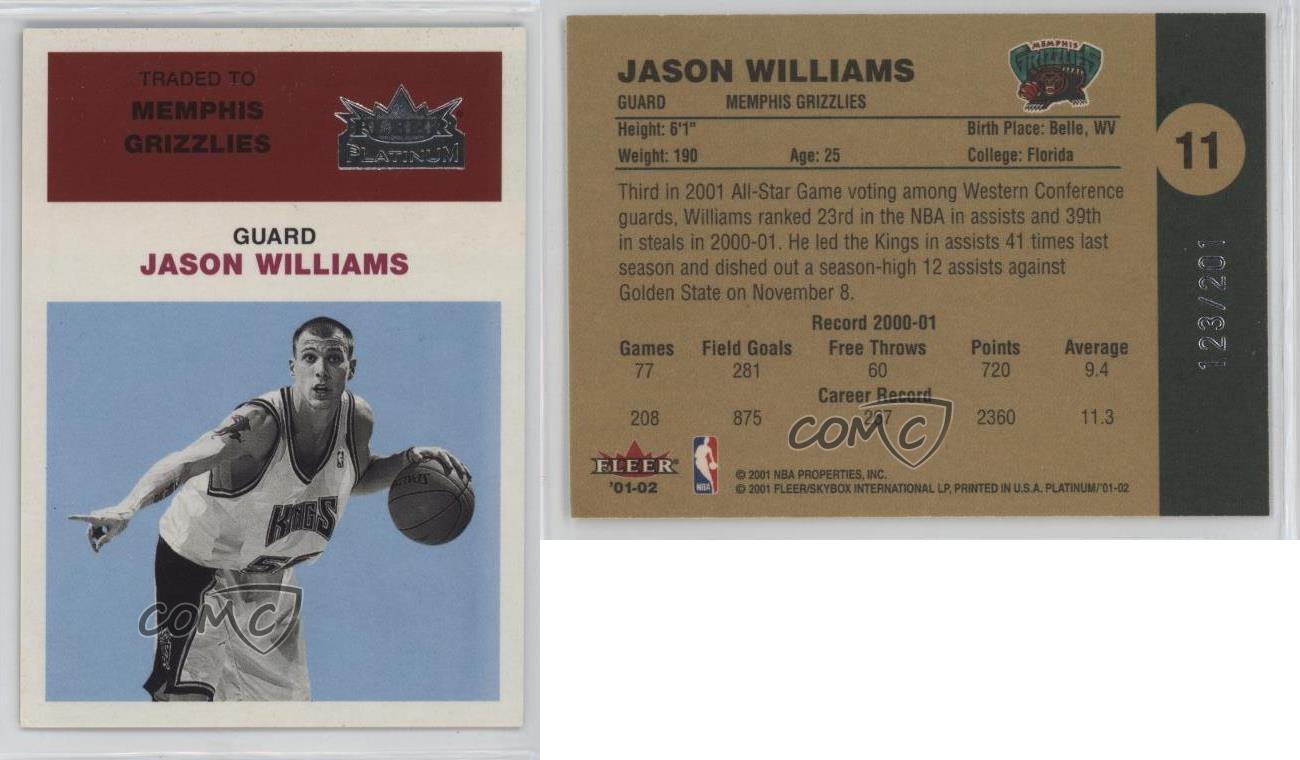 TRADED TO
MEMPHIS
GRIZZLIES
FLEER
PLATINUM
GUARD
JASON WILLIAMS
KINGS
COMC
JASON WILLIAMS
GUARD MEMPHIS GRIZZLIES
MEMPHIS
GRIZZLIES
Height: 6'1" Birth Place: Belle, WV
Weight: 190 Age: 25 College: Florida
11
123/201
Third in 2001 All-Star Game voting among Western Conference
guards, Williams ranked 23rd in the NBA in assists and 39th
in steals in 2000-01. He led the Kings in assists 41 times last
season and dished out a season-high 12 assists against
Golden State on November 8.
Record 2000-01
Games Field Goals Free Throws Points Average
77 281 60 720 9.4
Career Record
208 875 267 2360 11.3
COMC
FLEER
'01-02
NBA
© 2001 NBA PROPERTIES, INC.
© 2001 FLEER/SKYBOX INTERNATIONAL LP, PRINTED IN U.S.A. PLATINUM/'01-02